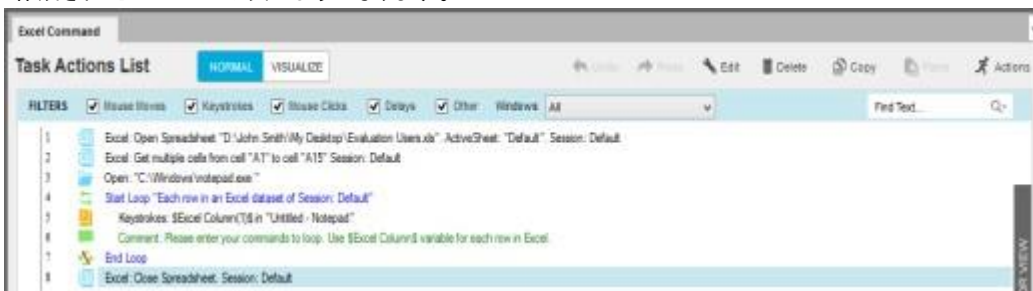 Excel Command
Task Actions List NORMAL VISUALIZE Undo Edit Delete Copy Actions
FILTERS Mouse Moves Keystrokes Mouse Clicks Delays Other Windows All Find Text...
1 Excel: Open Spreadsheet "D:\John.Smith\My Desktop\Evaluation Users.xls". ActiveSheet: "Default" Session: Default
2 Excel: Get multiple cells from cell "A1" to cell "A15" Session: Default
3 Open: "C:\Windows\notepad.exe "
4 Start Loop "Each row in an Excel dataset of Session: Default"
5 Keystrokes: $Excel Column(1)$ in "Untitled - Notepad"
6 Comment: Please enter your commands to loop. Use $Excel Column$ variable for each row in Excel.
7 End Loop
8 Excel: Close Spreadsheet. Session: Default